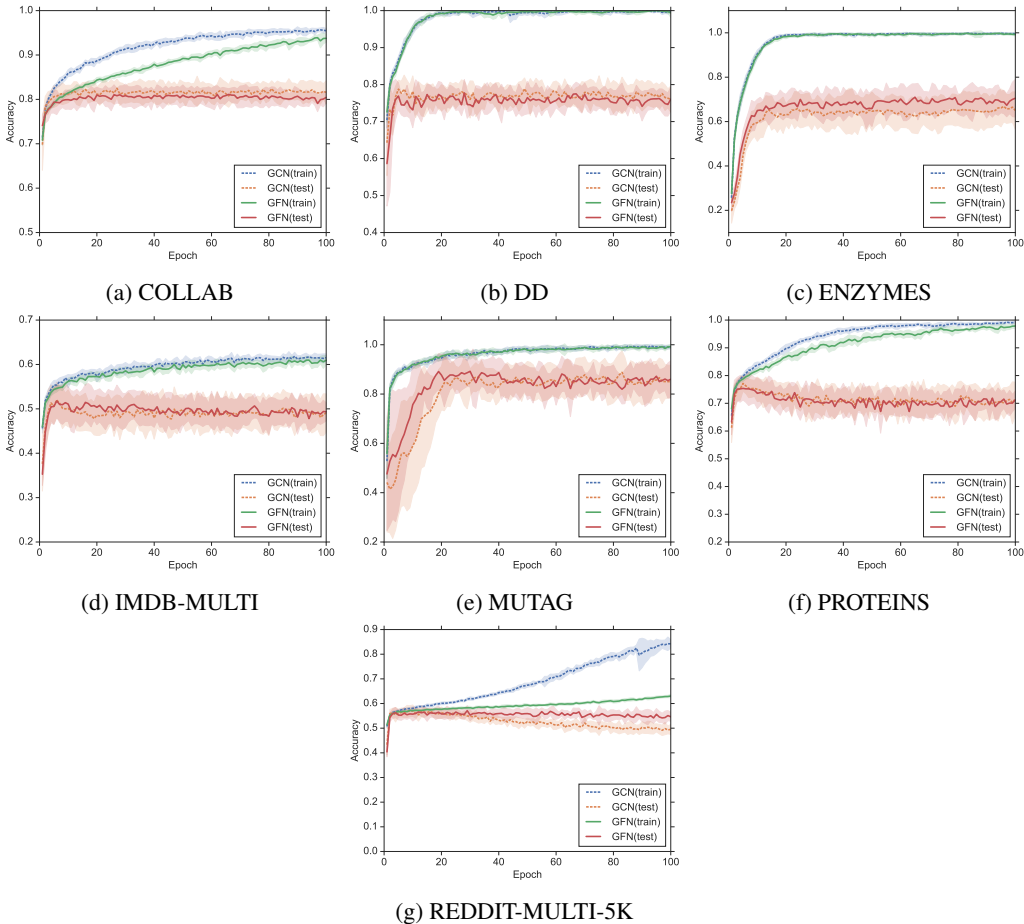 1.0
0.9
0.8
0.7
0.6
0.5
Accuracy
GCN(train)
GCN(test)
GFN(train)
GFN(test)
0 20 40 60 80 100
Epoch
(a) COLLAB
1.0
0.9
0.8
0.7
0.6
0.5
0.4
Accuracy
GCN(train)
GCN(test)
GFN(train)
GFN(test)
0 20 40 60 80 100
Epoch
(b) DD
1.0
0.8
0.6
0.4
0.2
Accuracy
GCN(train)
GCN(test)
GFN(train)
GFN(test)
0 20 40 60 80 100
Epoch
(c) ENZYMES
0.7
0.6
0.5
0.4
0.3
0.2
Accuracy
GCN(train)
GCN(test)
GFN(train)
GFN(test)
0 20 40 60 80 100
Epoch
(d) IMDB-MULTI
1.0
0.8
0.6
0.4
0.2
Accuracy
GCN(train)
GCN(test)
GFN(train)
GFN(test)
0 20 40 60 80 100
Epoch
(e) MUTAG
1.0
0.9
0.8
0.7
0.6
0.5
0.4
0.3
0.2
Accuracy
GCN(train)
GCN(test)
GFN(train)
GFN(test)
0 20 40 60 80 100
Epoch
(f) PROTEINS
0.9
0.8
0.7
0.6
0.5
0.4
0.3
0.2
0.1
0.0
Accuracy
GCN(train)
GCN(test)
GFN(train)
GFN(test)
0 20 40 60 80 100
Epoch
(g) REDDIT-MULTI-5K